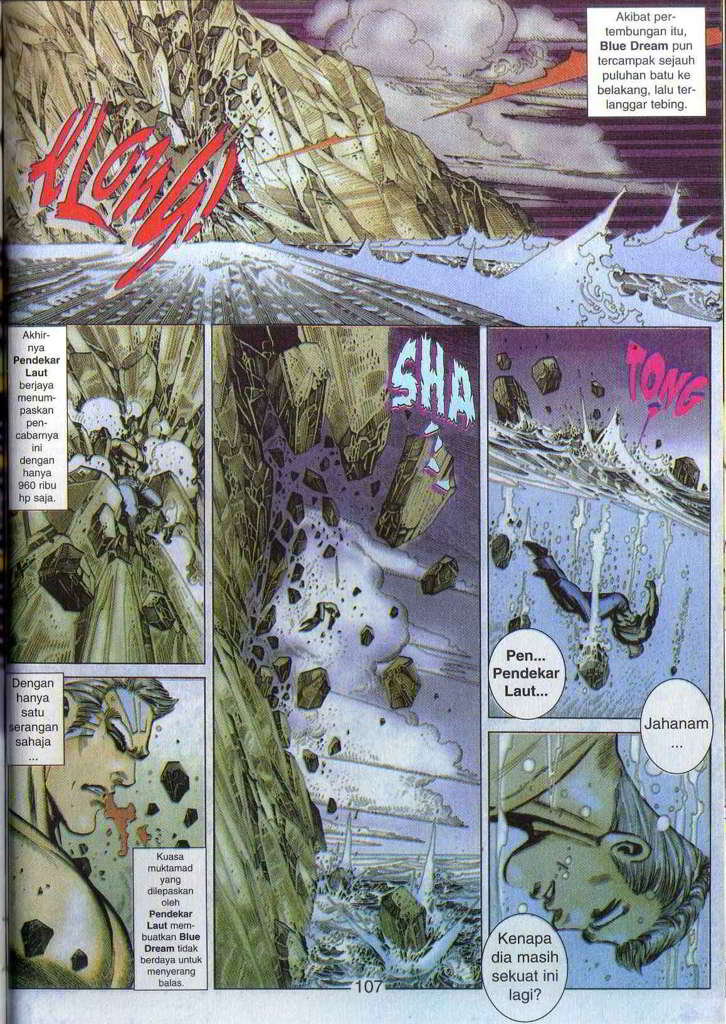 Akibat per-
tembungan itu,
Blue Dream pun
tercampak sejauh
puluhan batu ke
belakang, lalu ter-
langgar tebing.
KLONG!
Akhir-
nya
Pendekar
Laut
berjaya
menum-
paskan
pen-
cabarnya
ini
dengan
hanya
960 ribu
hp saja.
Dengan
hanya
satu
serangan
sahaja
...
Kuasa
muktamad
yang
dilepaskan
oleh
Pendekar
Laut mem-
buatkan Blue
Dream tidak
berdaya untuk
menyerang
balas.
SHA
TONG
Pen...
Pendekar
Laut...
Jahanam
...
Kenapa
dia masih
sekuat ini
lagi?
107